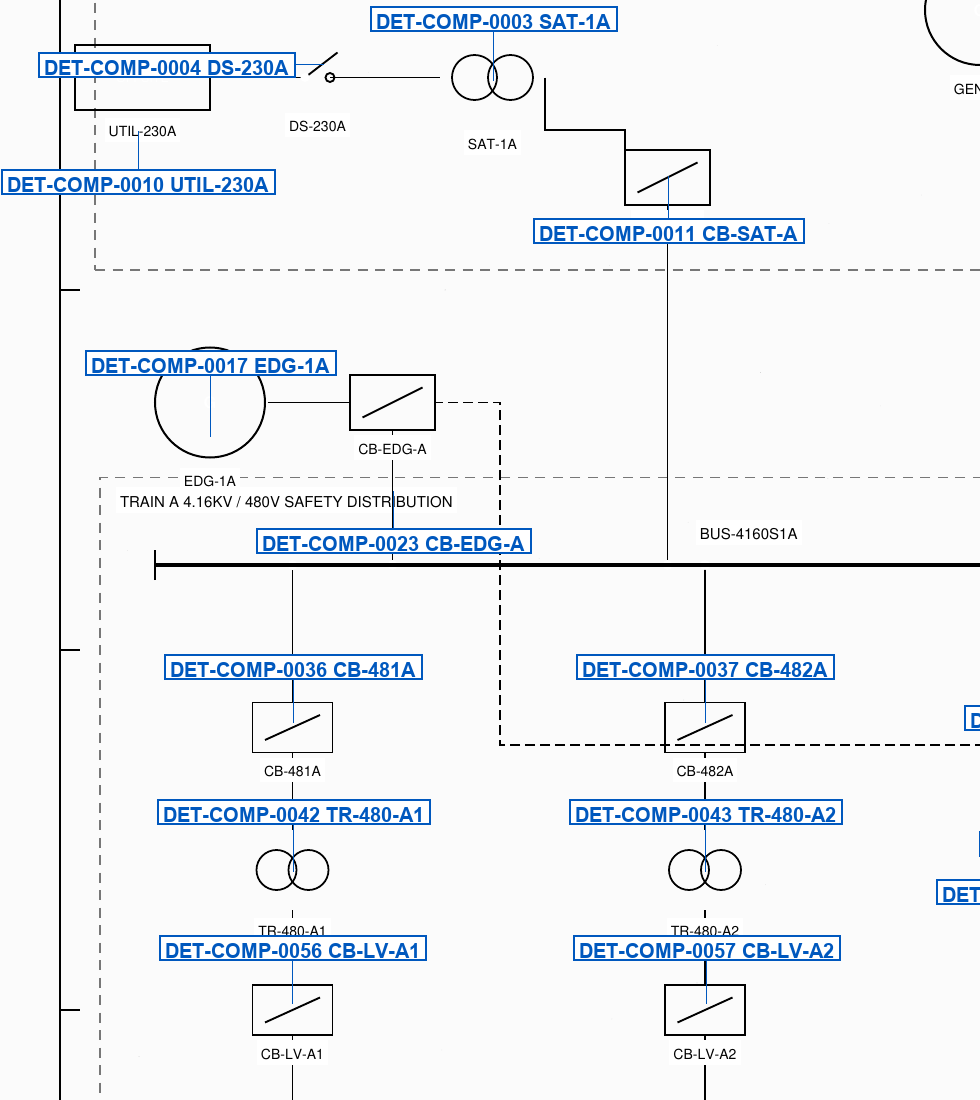 DET-COMP-0003 SAT-1A
DET-COMP-0004 DS-230A
GEN
UTIL-230A
DS-230A
SAT-1A
DET-COMP-0010 UTIL-230A
DET-COMP-0011 CB-SAT-A
DET-COMP-0017 EDG-1A
CB-EDG-A
EDG-1A
TRAIN A 4.16KV / 480V SAFETY DISTRIBUTION
BUS-4160S1A
DET-COMP-0023 CB-EDG-A
DET-COMP-0036 CB-481A
DET-COMP-0037 CB-482A
D
CB-481A
CB-482A
DET-COMP-0042 TR-480-A1
DET-COMP-0043 TR-480-A2
DET
TR-480-A1
TR-480-A2
DET-COMP-0056 CB-LV-A1
DET-COMP-0057 CB-LV-A2
CB-LV-A1
CB-LV-A2